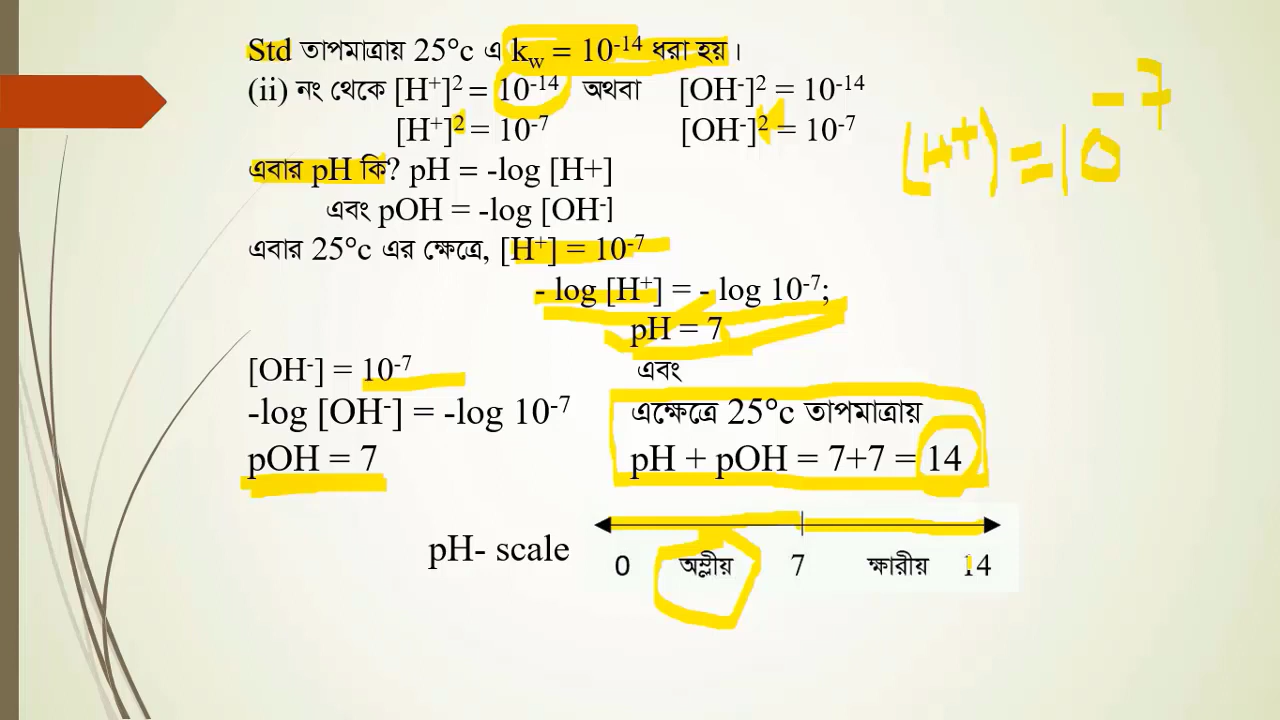 Std তাপমাত্রায় 25°c এ k_w = 10⁻¹⁴ ধরা হয়।
(ii) নং থেকে [H⁺]² = 10⁻¹⁴ অথবা [OH⁻]² = 10⁻¹⁴
[H⁺]² = 10⁻⁷ [OH⁻]² = 10⁻⁷
[H⁺] = 10⁻⁷
এবার pH কি? pH = -log [H+]
এবং pOH = -log [OH⁻]
এবার 25°c এর ক্ষেত্রে, [H⁺] = 10⁻⁷
- log [H⁺] = - log 10⁻⁷;
pH = 7
[OH⁻] = 10⁻⁷ এবং
-log [OH⁻] = -log 10⁻⁷ এক্ষেত্রে 25°c তাপমাত্রায়
pOH = 7 pH + pOH = 7+7 = 14
pH- scale
0 অম্লীয় 7 ক্ষারীয় 14